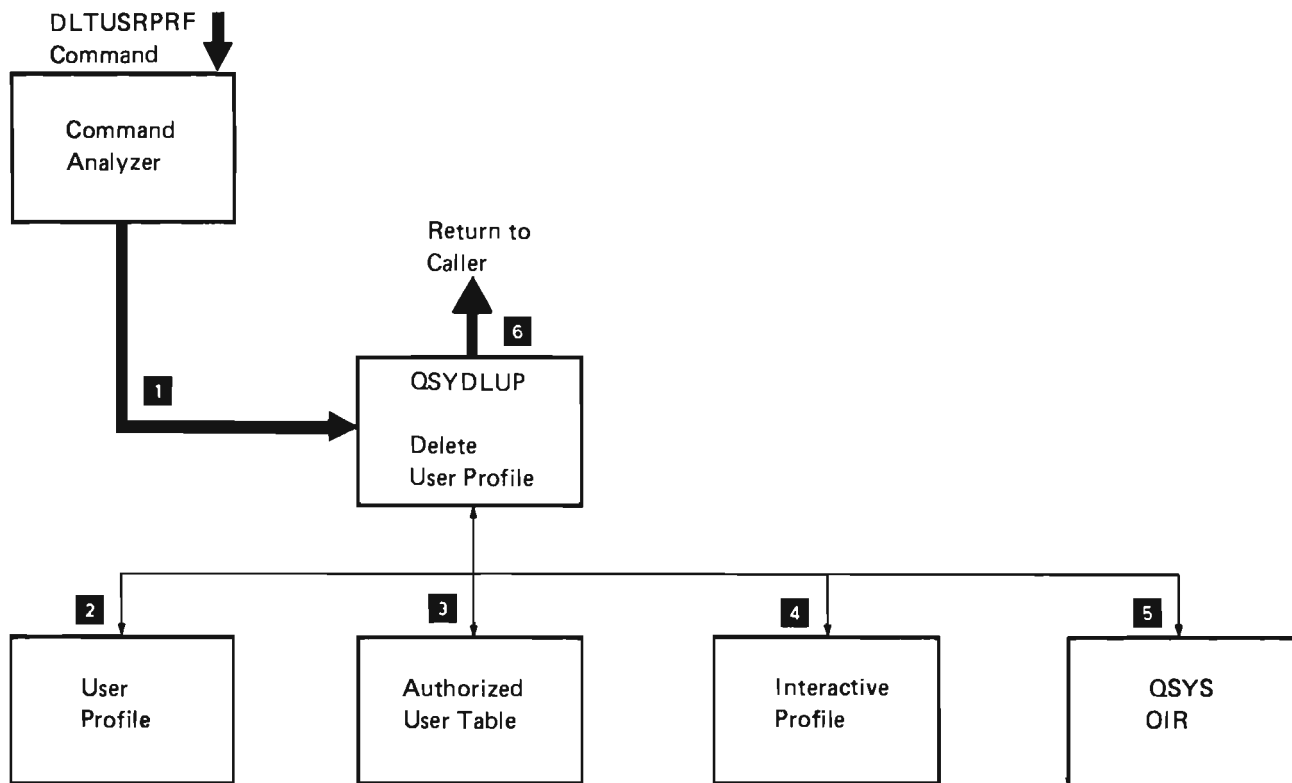 DLTUSRPRF
Command
Command
Analyzer
Return to
Caller
6
1
QSYDLUP
Delete
User Profile
2
3
4
5
User
Profile
Authorized
User Table
Interactive
Profile
QSYS
OIR